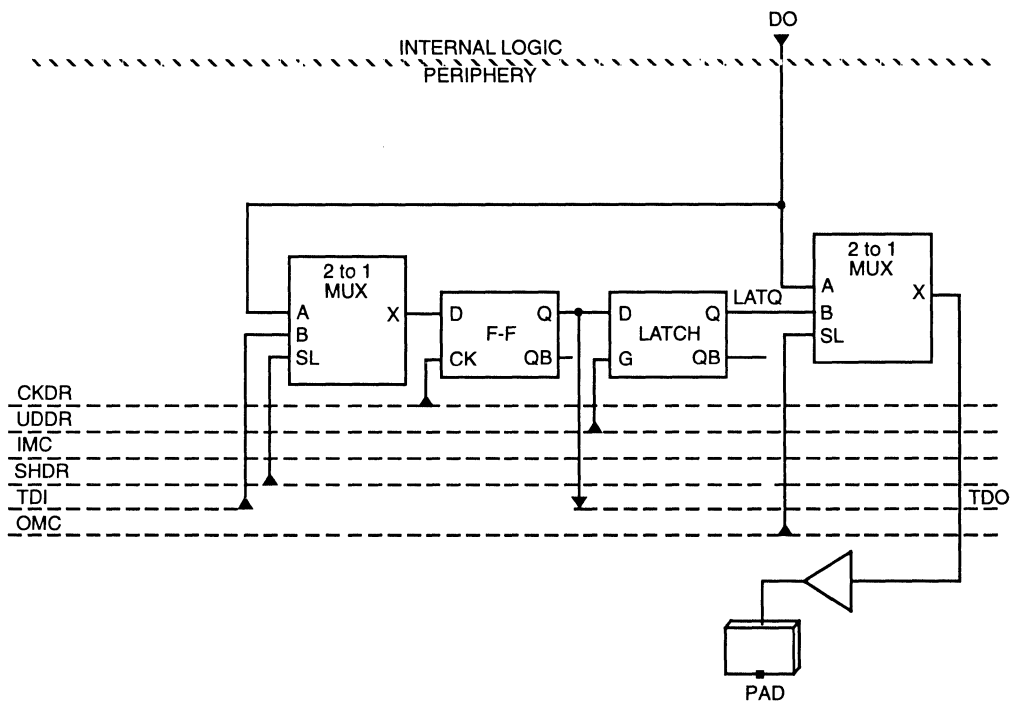 DO
INTERNAL LOGIC
PERIPHERY
2 to 1
MUX
A
B
SL
X
D
CK
F-F
Q
QB
D
G
LATCH
Q
QB
LATQ
2 to 1
MUX
A
B
SL
X
CKDR
UDDR
IMC
SHDR
TDI
TDO
OMC
PAD